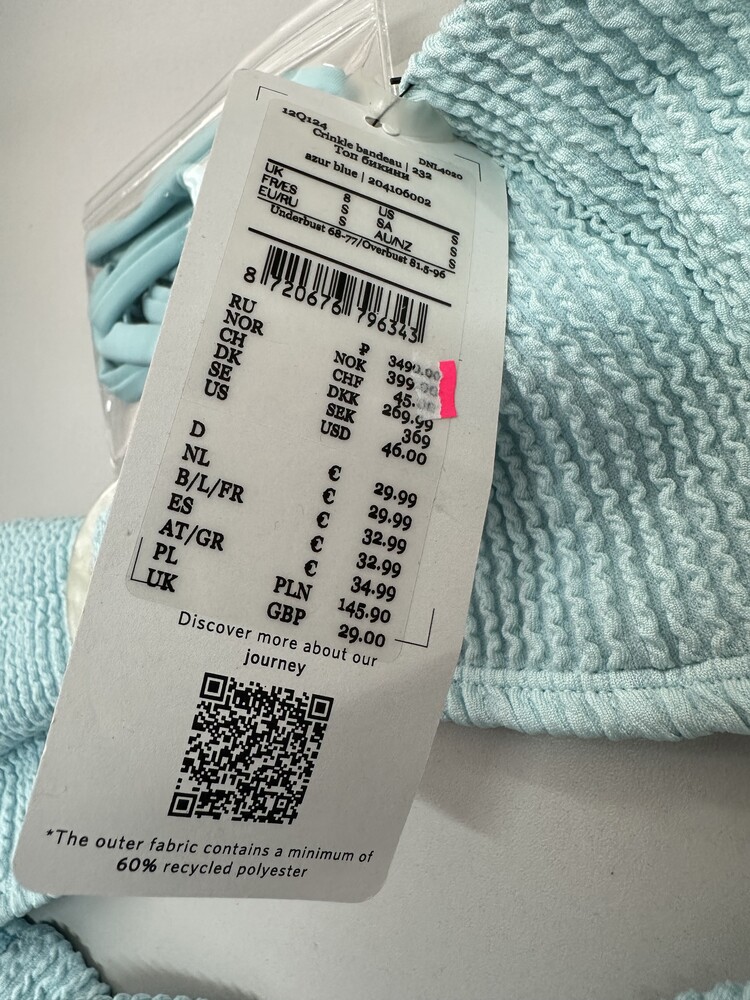 12Q124 DNL4020
Crinkle bandeau | 232
Топ бикини
azur blue | 204106002
UK 8 US S
FR/ES S SA S
EU/RU S AU/NZ S
Underbust 68-77/Overbust 81.5-96
8 720676 796343
RU ₽ 3490.00
NOR NOK 399.00
CH CHF 45.00
DK DKK 269.99
SE SEK 369
US USD 46.00
D € 29.99
NL € 29.99
B/L/FR € 32.99
ES € 32.99
AT/GR € 34.99
PL PLN 145.90
UK GBP 29.00
Discover more about our
journey
*The outer fabric contains a minimum of
60% recycled polyester